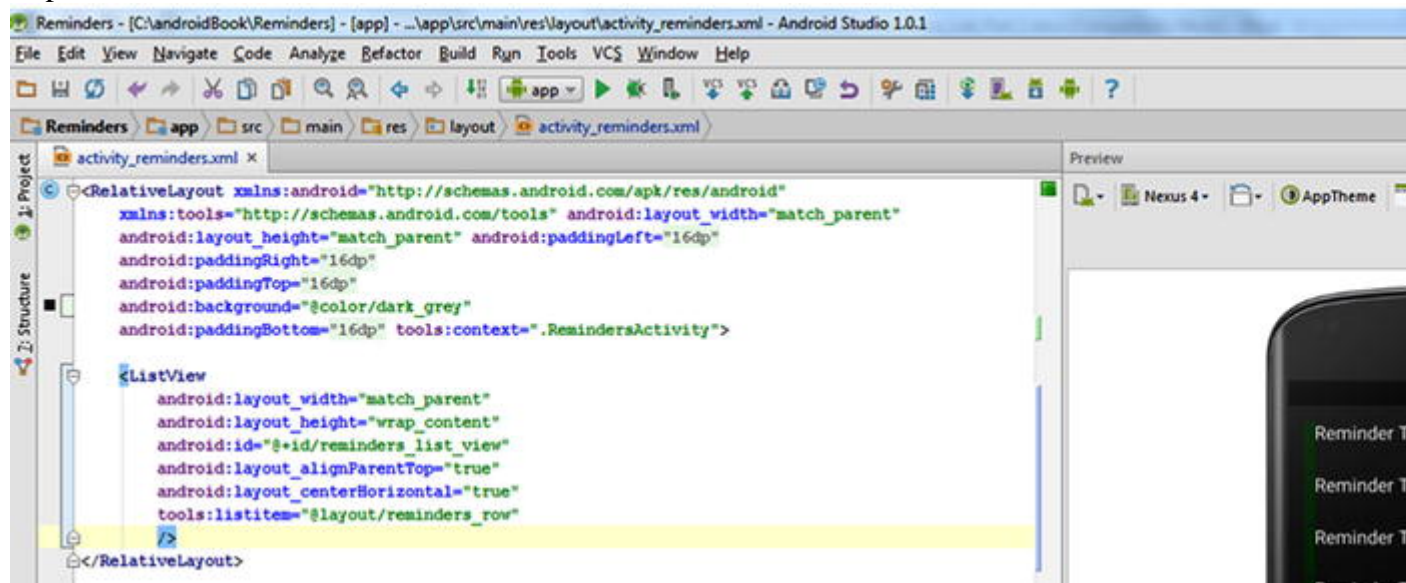 Reminders - [C:\androidBook\Reminders] - [app] - ...\app\src\main\res\layout\activity_reminders.xml - Android Studio 1.0.1
File Edit View Navigate Code Analyze Refactor Build Run Tools VCS Window Help
app
VCS VCS
?
Reminders app src main res layout activity_reminders.xml
1: Project
2: Structure
activity_reminders.xml ×
<RelativeLayout xmlns:android="http://schemas.android.com/apk/res/android"
xmlns:tools="http://schemas.android.com/tools" android:layout_width="match_parent"
android:layout_height="match_parent" android:paddingLeft="16dp"
android:paddingRight="16dp"
android:paddingTop="16dp"
android:background="@color/dark_grey"
android:paddingBottom="16dp" tools:context=".RemindersActivity">
<ListView
android:layout_width="match_parent"
android:layout_height="wrap_content"
android:id="@+id/reminders_list_view"
android:layout_alignParentTop="true"
android:layout_centerHorizontal="true"
tools:listitem="@layout/reminders_row"
/>
</RelativeLayout>
Preview
Nexus 4 AppTheme
Reminder T
Reminder T
Reminder T